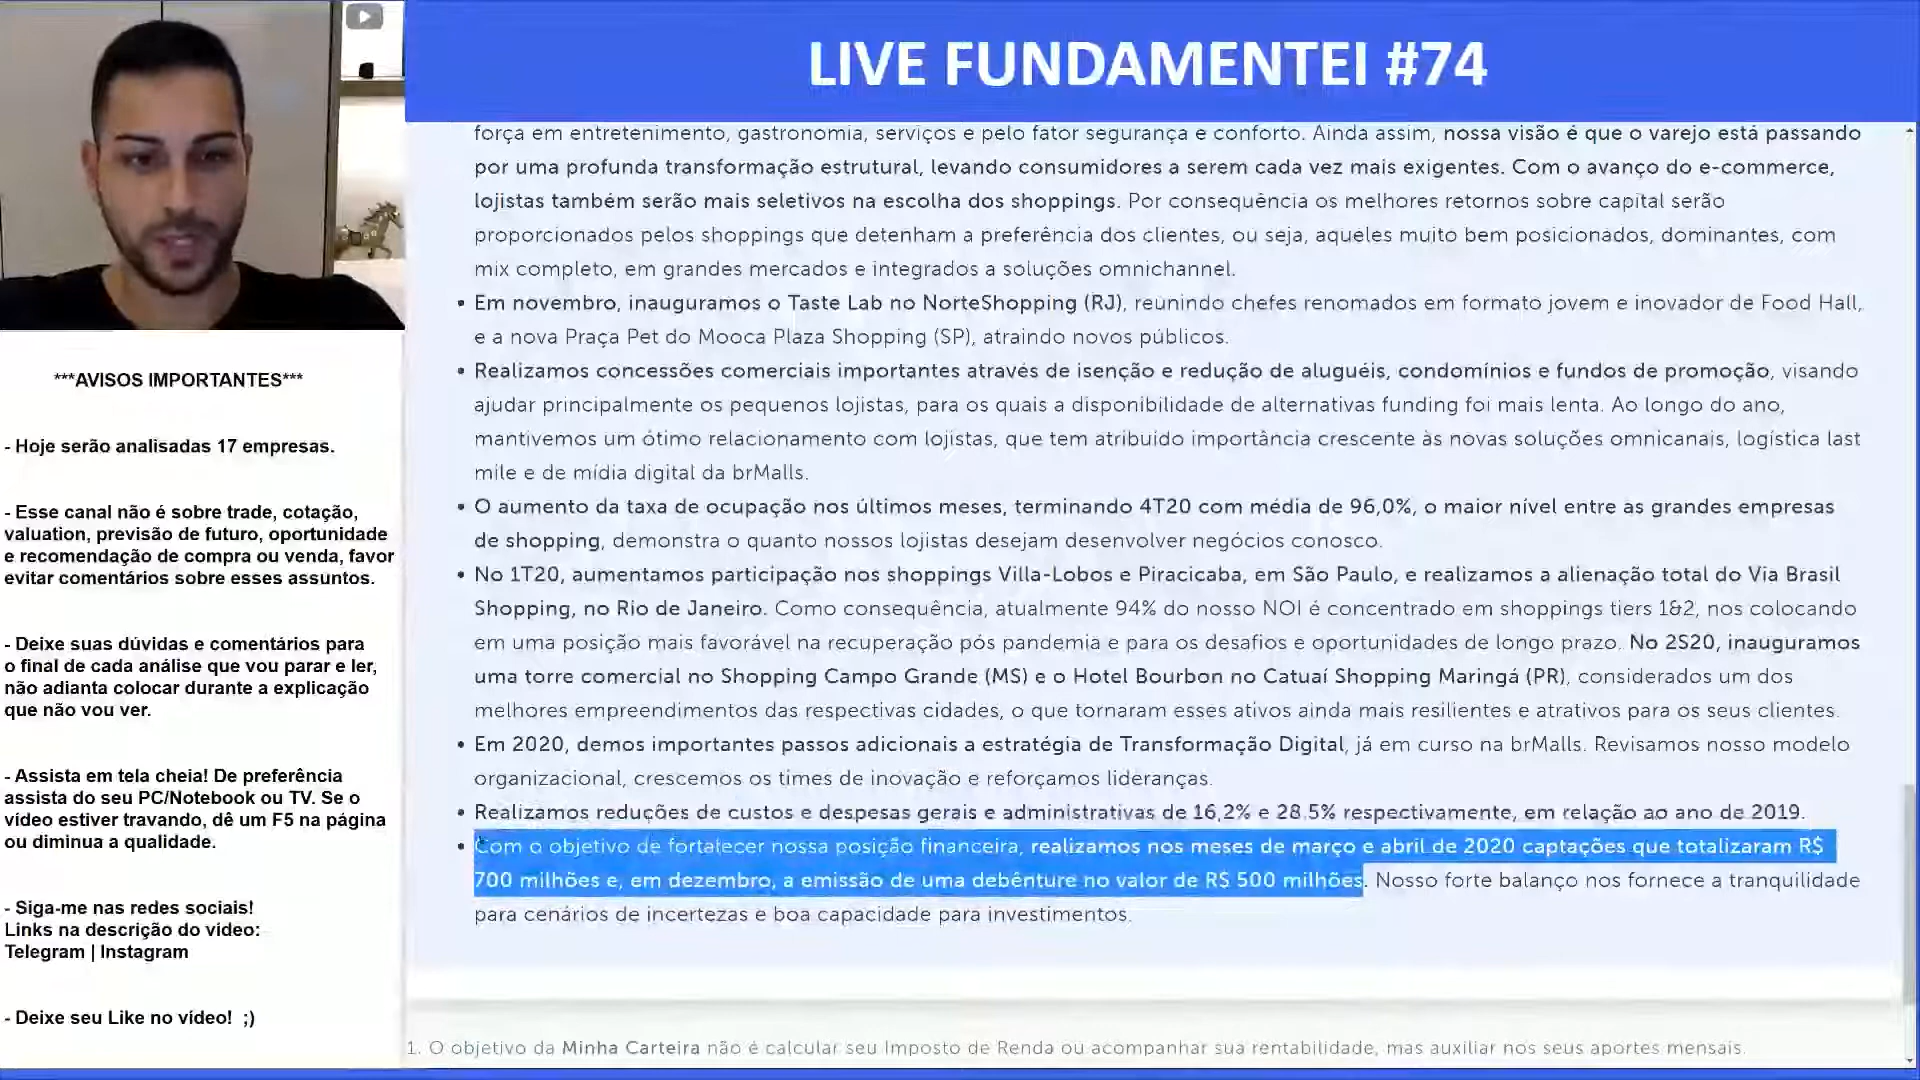 LIVE FUNDAMENTEI #74
força em entretenimento, gastronomia, serviços e pelo fator segurança e conforto. Ainda assim, nossa visão é que o varejo está passando
por uma profunda transformação estrutural, levando consumidores a serem cada vez mais exigentes. Com o avanço do e-commerce,
lojistas também serão mais seletivos na escolha dos shoppings. Por consequência os melhores retornos sobre capital serão
proporcionados pelos shoppings que detenham a preferência dos clientes, ou seja, aqueles muito bem posicionados, dominantes, com
mix completo, em grandes mercados e integrados a soluções omnichannel.
• Em novembro, inauguramos o Taste Lab no NorteShopping (RJ), reunindo chefes renomados em formato jovem e inovador de Food Hall,
e a nova Praça Pet do Mooca Plaza Shopping (SP), atraindo novos públicos.
• Realizamos concessões comerciais importantes através de isenção e redução de aluguéis, condomínios e fundos de promoção, visando
ajudar principalmente os pequenos lojistas, para os quais a disponibilidade de alternativas funding foi mais lenta. Ao longo do ano,
mantivemos um ótimo relacionamento com lojistas, que tem atribuído importância crescente às novas soluções omnicanais, logística last
mile e de mídia digital da brMalls.
• O aumento da taxa de ocupação nos últimos meses, terminando 4T20 com média de 96,0%, o maior nível entre as grandes empresas
de shopping, demonstra o quanto nossos lojistas desejam desenvolver negócios conosco.
• No 1T20, aumentamos participação nos shoppings Villa-Lobos e Piracicaba, em São Paulo, e realizamos a alienação total do Via Brasil
Shopping, no Rio de Janeiro. Como consequência, atualmente 94% do nosso NOI é concentrado em shoppings tiers 1&2, nos colocando
em uma posição mais favorável na recuperação pós pandemia e para os desafios e oportunidades de longo prazo. No 2S20, inauguramos
uma torre comercial no Shopping Campo Grande (MS) e o Hotel Bourbon no Catuaí Shopping Maringá (PR), considerados um dos
melhores empreendimentos das respectivas cidades, o que tornaram esses ativos ainda mais resilientes e atrativos para os seus clientes.
• Em 2020, demos importantes passos adicionais a estratégia de Transformação Digital, já em curso na brMalls. Revisamos nosso modelo
organizacional, crescemos os times de inovação e reforçamos lideranças.
• Realizamos reduções de custos e despesas gerais e administrativas de 16,2% e 28,5% respectivamente, em relação ao ano de 2019.
• Com o objetivo de fortalecer nossa posição financeira, realizamos nos meses de março e abril de 2020 captações que totalizaram R$
700 milhões e, em dezembro, a emissão de uma debênture no valor de R$ 500 milhões. Nosso forte balanço nos fornece a tranquilidade
para cenários de incertezas e boa capacidade para investimentos.
1. O objetivo da Minha Carteira não é calcular seu Imposto de Renda ou acompanhar sua rentabilidade, mas auxiliar nos seus aportes mensais.
***AVISOS IMPORTANTES***
- Hoje serão analisadas 17 empresas.
- Esse canal não é sobre trade, cotação,
valuation, previsão de futuro, oportunidade
e recomendação de compra ou venda, favor
evitar comentários sobre esses assuntos.
- Deixe suas dúvidas e comentários para
o final de cada análise que vou parar e ler,
não adianta colocar durante a explicação
que não vou ver.
- Assista em tela cheia! De preferência
assista do seu PC/Notebook ou TV. Se o
vídeo estiver travando, dê um F5 na página
ou diminua a qualidade.
- Siga-me nas redes sociais!
Links na descrição do vídeo:
Telegram | Instagram
- Deixe seu Like no vídeo! ;)